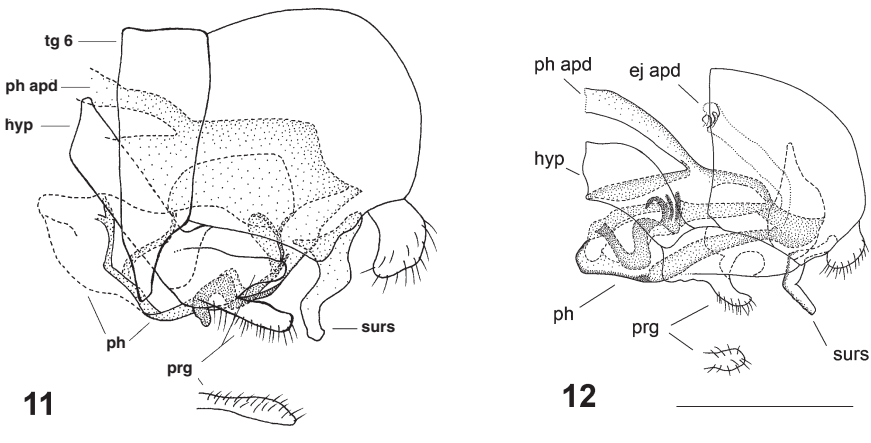 tg 6
ph apd
hyp
ph
prg
surs
11
ph apd
ej apd
hyp
ph
prg
surs
12